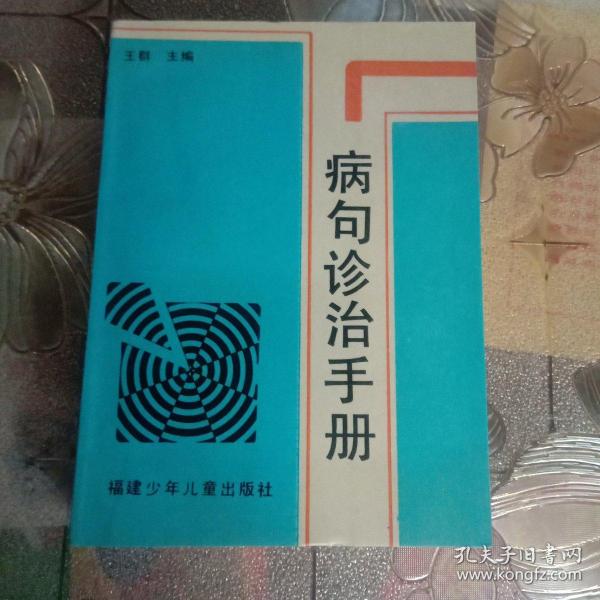 王群 主编
病句诊治手册
福建少年儿童出版社
孔夫子旧书网
www.kongfz.com